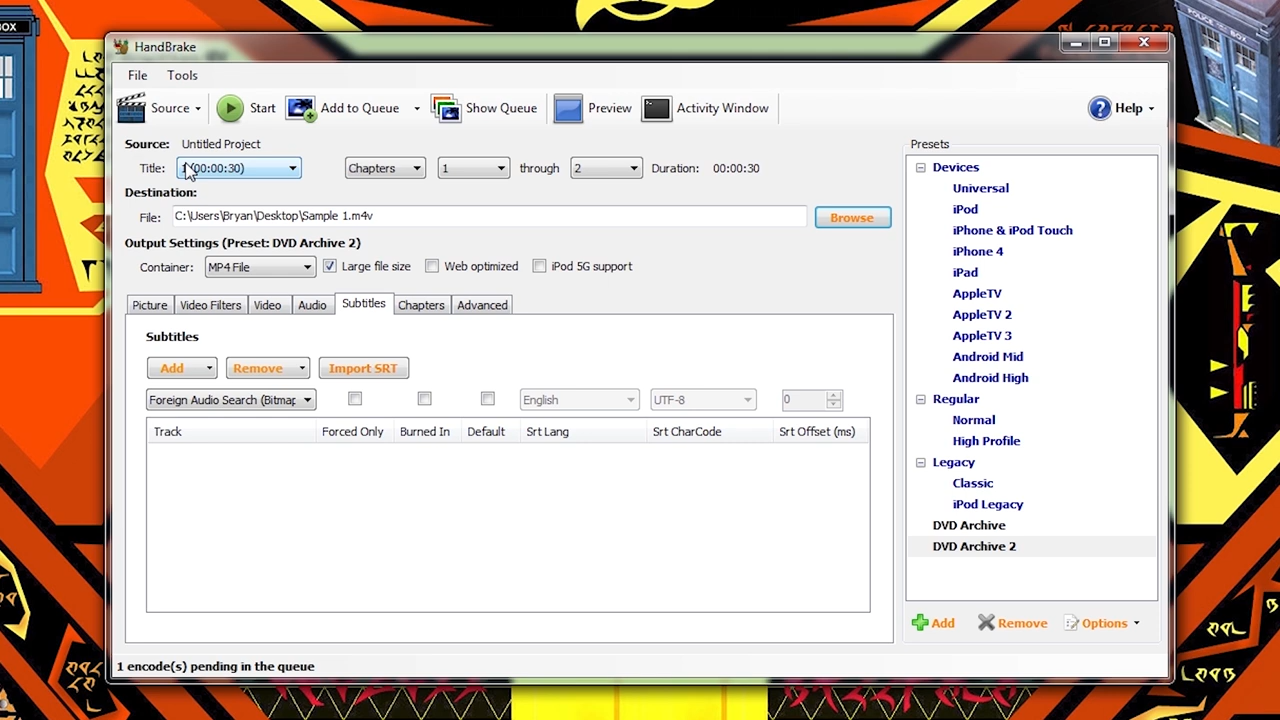 HandBrake
File Tools
Source Start Add to Queue Show Queue Preview Activity Window Help
Source: Untitled Project
Title: (00:00:30) Chapters 1 through 2 Duration: 00:00:30
Destination:
File: C:\Users\Bryan\Desktop\Sample 1.m4v Browse
Output Settings (Preset: DVD Archive 2)
Container: MP4 File Large file size Web optimized iPod 5G support
Picture Video Filters Video Audio Subtitles Chapters Advanced
Subtitles
Add Remove Import SRT
Foreign Audio Search (Bitmap English UTF-8 0
Track Forced Only Burned In Default Srt Lang Srt CharCode Srt Offset (ms)
Presets
Devices
Universal
iPod
iPhone & iPod Touch
iPhone 4
iPad
AppleTV
AppleTV 2
AppleTV 3
Android Mid
Android High
Regular
Normal
High Profile
Legacy
Classic
iPod Legacy
DVD Archive
DVD Archive 2
Add Remove Options
1 encode(s) pending in the queue
BOX